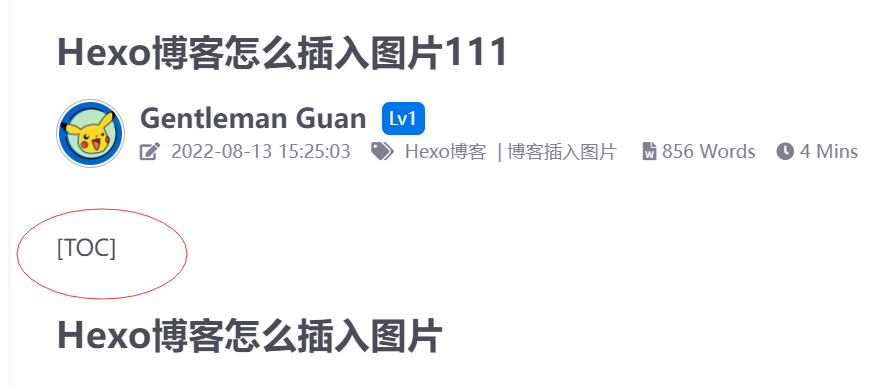 Hexo博客怎么插入图片111
Gentleman Guan Lv1
2022-08-13 15:25:03 Hexo博客 | 博客插入图片 856 Words 4 Mins
[TOC]
Hexo博客怎么插入图片